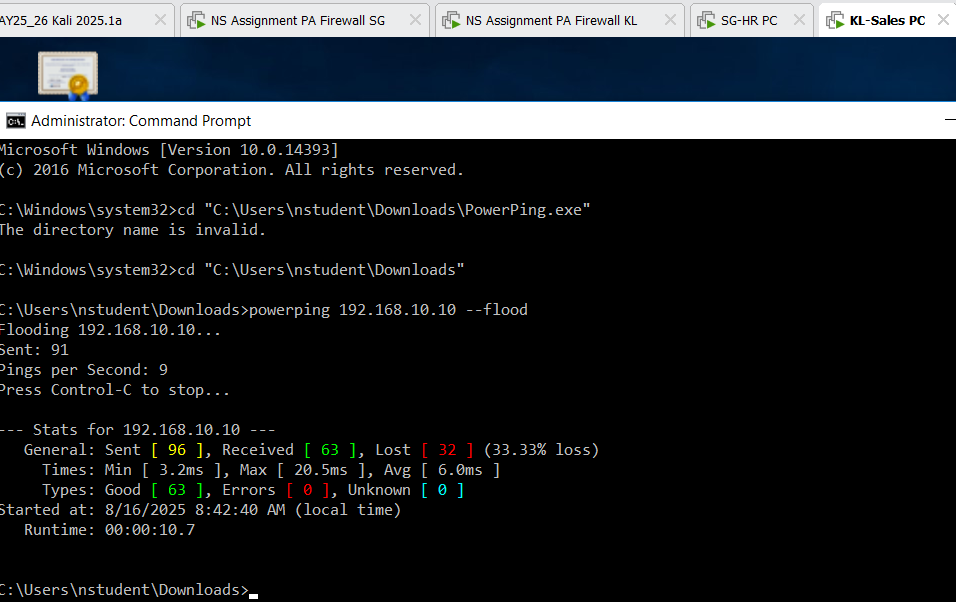 AY25_26 Kali 2025.1a
NS Assignment PA Firewall SG
NS Assignment PA Firewall KL
SG-HR PC
KL-Sales PC
Administrator: Command Prompt
Microsoft Windows [Version 10.0.14393]
(c) 2016 Microsoft Corporation. All rights reserved.
C:\Windows\system32>cd "C:\Users\nstudent\Downloads\PowerPing.exe"
The directory name is invalid.
C:\Windows\system32>cd "C:\Users\nstudent\Downloads"
C:\Users\nstudent\Downloads>powerping 192.168.10.10 --flood
Flooding 192.168.10.10...
Sent: 91
Pings per Second: 9
Press Control-C to stop...
--- Stats for 192.168.10.10 ---
General: Sent [ 96 ], Received [ 63 ], Lost [ 32 ] (33.33% loss)
Times: Min [ 3.2ms ], Max [ 20.5ms ], Avg [ 6.0ms ]
Types: Good [ 63 ], Errors [ 0 ], Unknown [ 0 ]
Started at: 8/16/2025 8:42:40 AM (local time)
Runtime: 00:00:10.7
C:\Users\nstudent\Downloads>